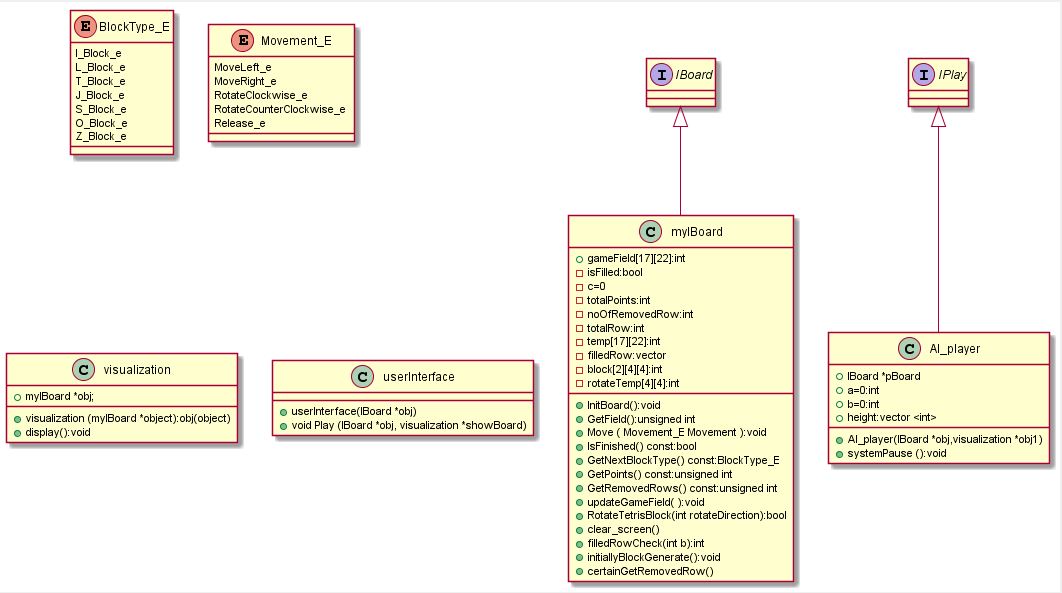 E BlockType_E
I_Block_e
L_Block_e
T_Block_e
J_Block_e
S_Block_e
O_Block_e
Z_Block_e
E Movement_E
MoveLeft_e
MoveRight_e
RotateClockwise_e
RotateCounterClockwise_e
Release_e
I IBoard
I IPlay
C visualization
myIBoard *obj;
visualization (myIBoard *object):obj(object)
display():void
C userInterface
userInterface(IBoard *obj)
void Play (IBoard *obj, visualization *showBoard)
C myIBoard
gameField[17][22]:int
isFilled:bool
c=0
totalPoints:int
noOfRemovedRow:int
totalRow:int
temp[17][22]:int
filledRow:vector
block[2][4][4]:int
rotateTemp[4][4]:int
InitBoard():void
GetField():unsigned int
Move ( Movement_E Movement ):void
IsFinished() const:bool
GetNextBlockType() const:BlockType_E
GetPoints() const:unsigned int
GetRemovedRows() const:unsigned int
updateGameField( ):void
RotateTetrisBlock(int rotateDirection):bool
clear_screen()
filledRowCheck(int b):int
initiallyBlockGenerate():void
certainGetRemovedRow()
C AI_player
IBoard *pBoard
a=0:int
b=0:int
height:vector <int>
AI_player(IBoard *obj,visualization *obj1)
systemPause ():void